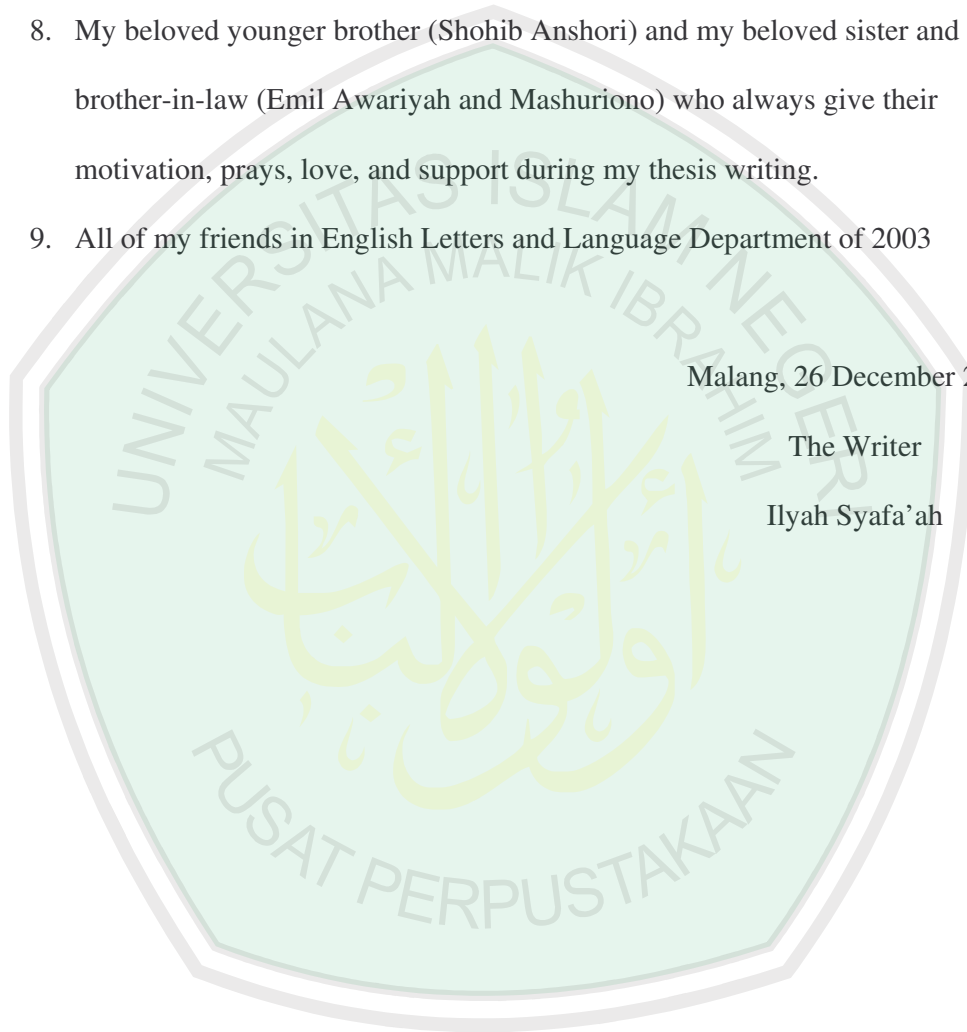 8. My beloved younger brother (Shohib Anshori) and my beloved sister and
brother-in-law (Emil Awariyah and Mashuriono) who always give their
motivation, prays, love, and support during my thesis writing.
9. All of my friends in English Letters and Language Department of 2003
Malang, 26 December
The Writer
Ilyah Syafa’ah
UNIVERSITAS ISLAM NEGERI
MAULANA MALIK IBRAHIM
أولوا الألباب
PUSAT PERPUSTAKAAN